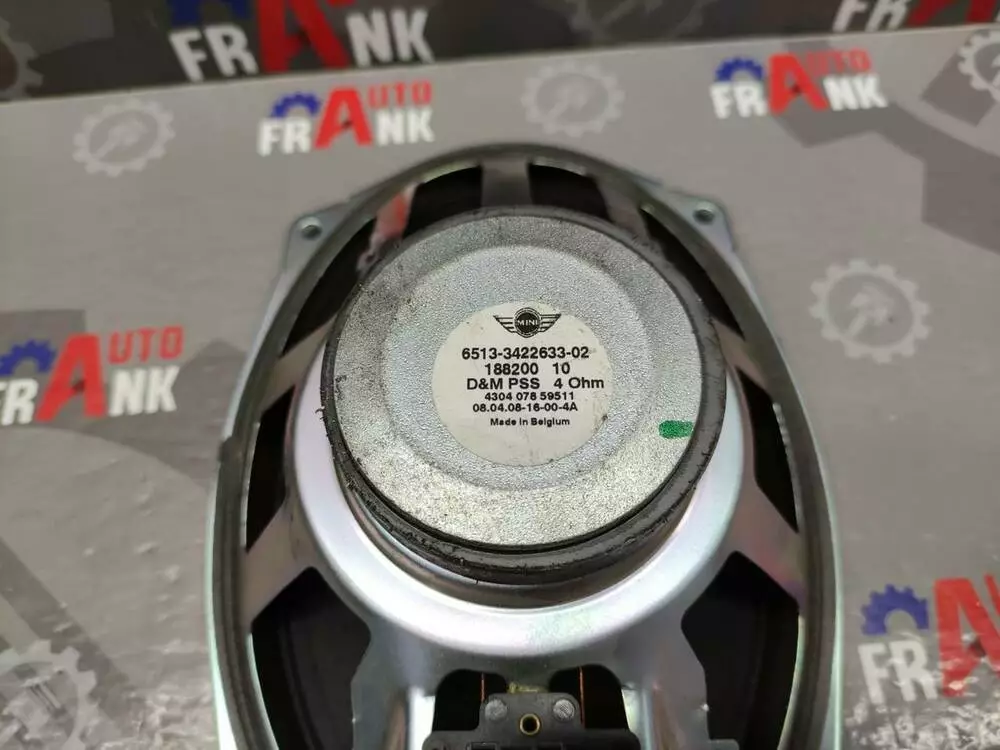 FRANK
AUTO
FRANK
AUTO
FRANK
AUTO
FRANK
MINI
6513-3422633-02
188200 10
D&M PSS 4 Ohm
4304 078 59511
08.04.08-16-00-4A
Made in Belgium